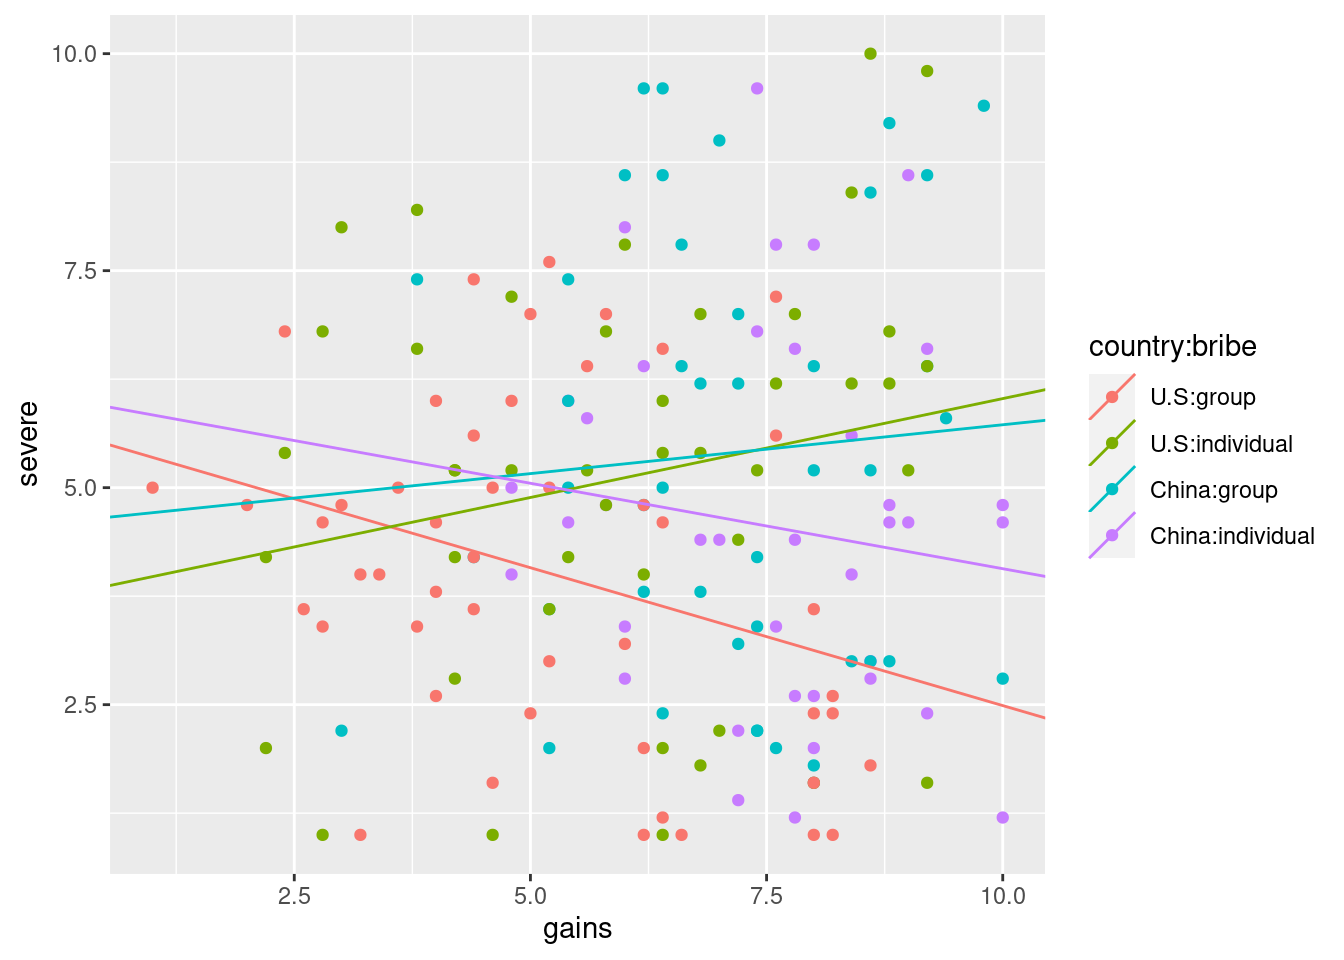 10.0
7.5
5.0
2.5
severe
2.5 5.0 7.5 10.0
gains
country:bribe
U.S:group
U.S:individual
China:group
China:individual